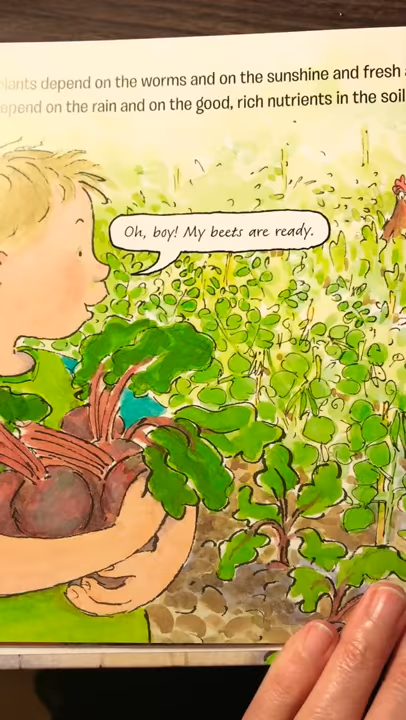 plants depend on the worms and on the sunshine and fresh
depend on the rain and on the good, rich nutrients in the soil
Oh, boy! My beets are ready.